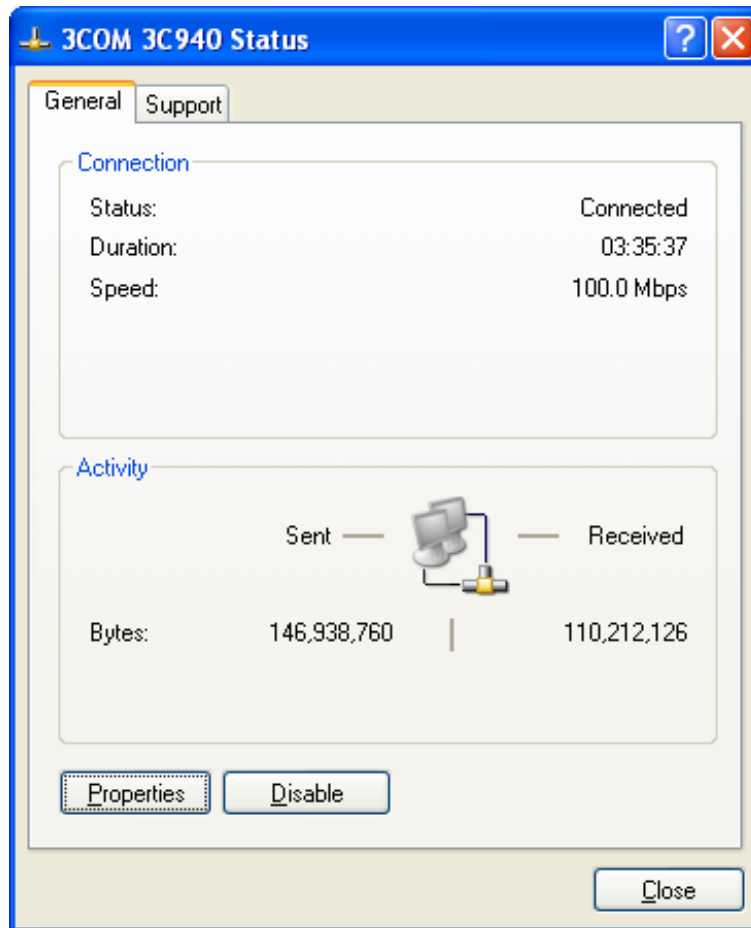 3COM 3C940 Status
?
General Support
Connection
Status: Connected
Duration: 03:35:37
Speed: 100.0 Mbps
Activity
Sent Received
Bytes: 146,938,760 110,212,126
Properties Disable
Close